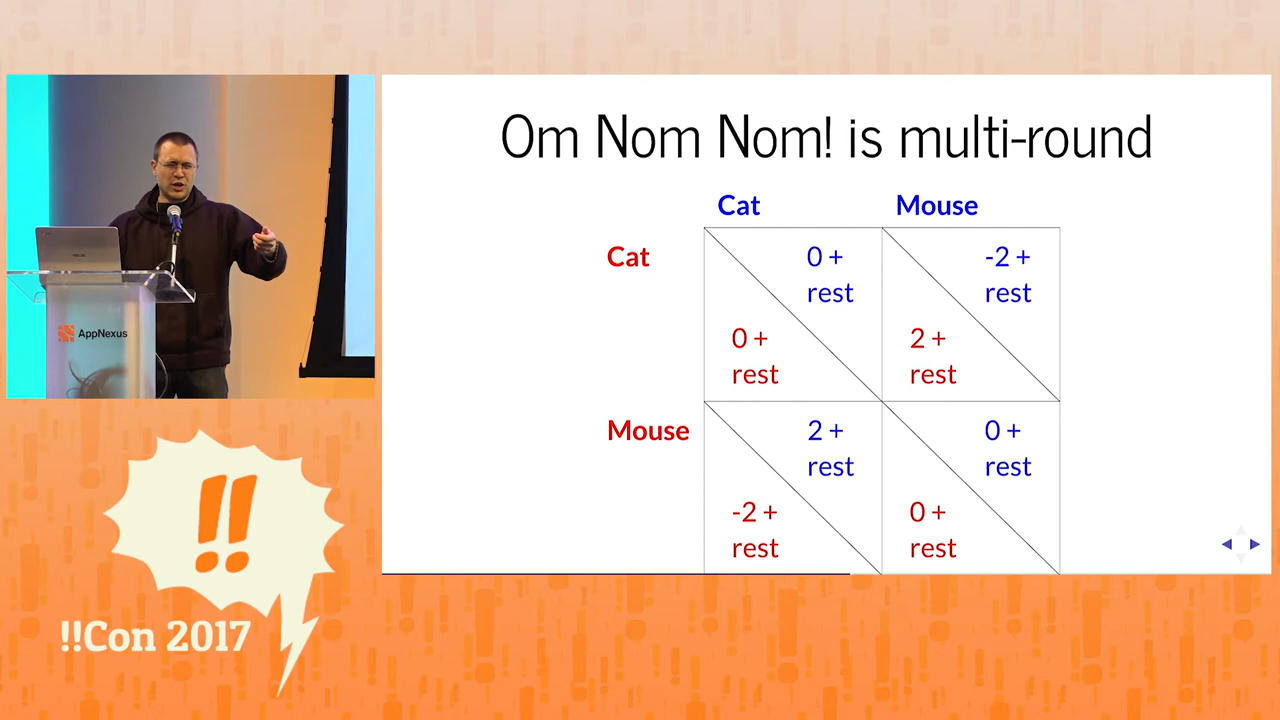 Om Nom Nom! is multi-round
Cat Mouse
Cat
0 +
rest
-2 +
rest
0 +
rest
2 +
rest
Mouse
2 +
rest
0 +
rest
-2 +
rest
0 +
rest
AppNexus
!!
!!Con 2017